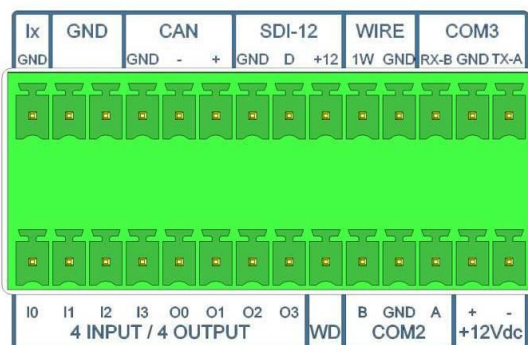 Ix GND CAN SDI-12 WIRE COM3
GND GND - + GND D +12 1W GND RX-B GND TX-A
I0 I1 I2 I3 O0 O1 O2 O3 B GND A + -
4 INPUT / 4 OUTPUT WD COM2 +12Vdc